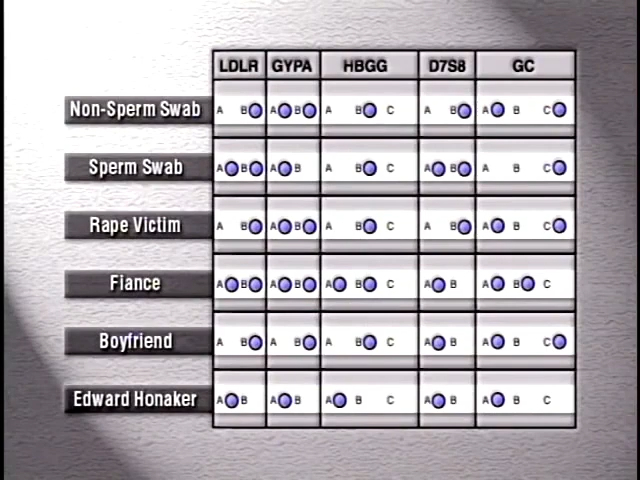 LDLR GYPA HBGG D7S8 GC
Non-Sperm Swab A B A B A B C A B A B C
Sperm Swab A B A B A B C A B A B C
Rape Victim A B A B A B C A B A B C
Fiance A B A B A B C A B A B C
Boyfriend A B A B A B C A B A B C
Edward Honaker A B A B A B C A B A B C